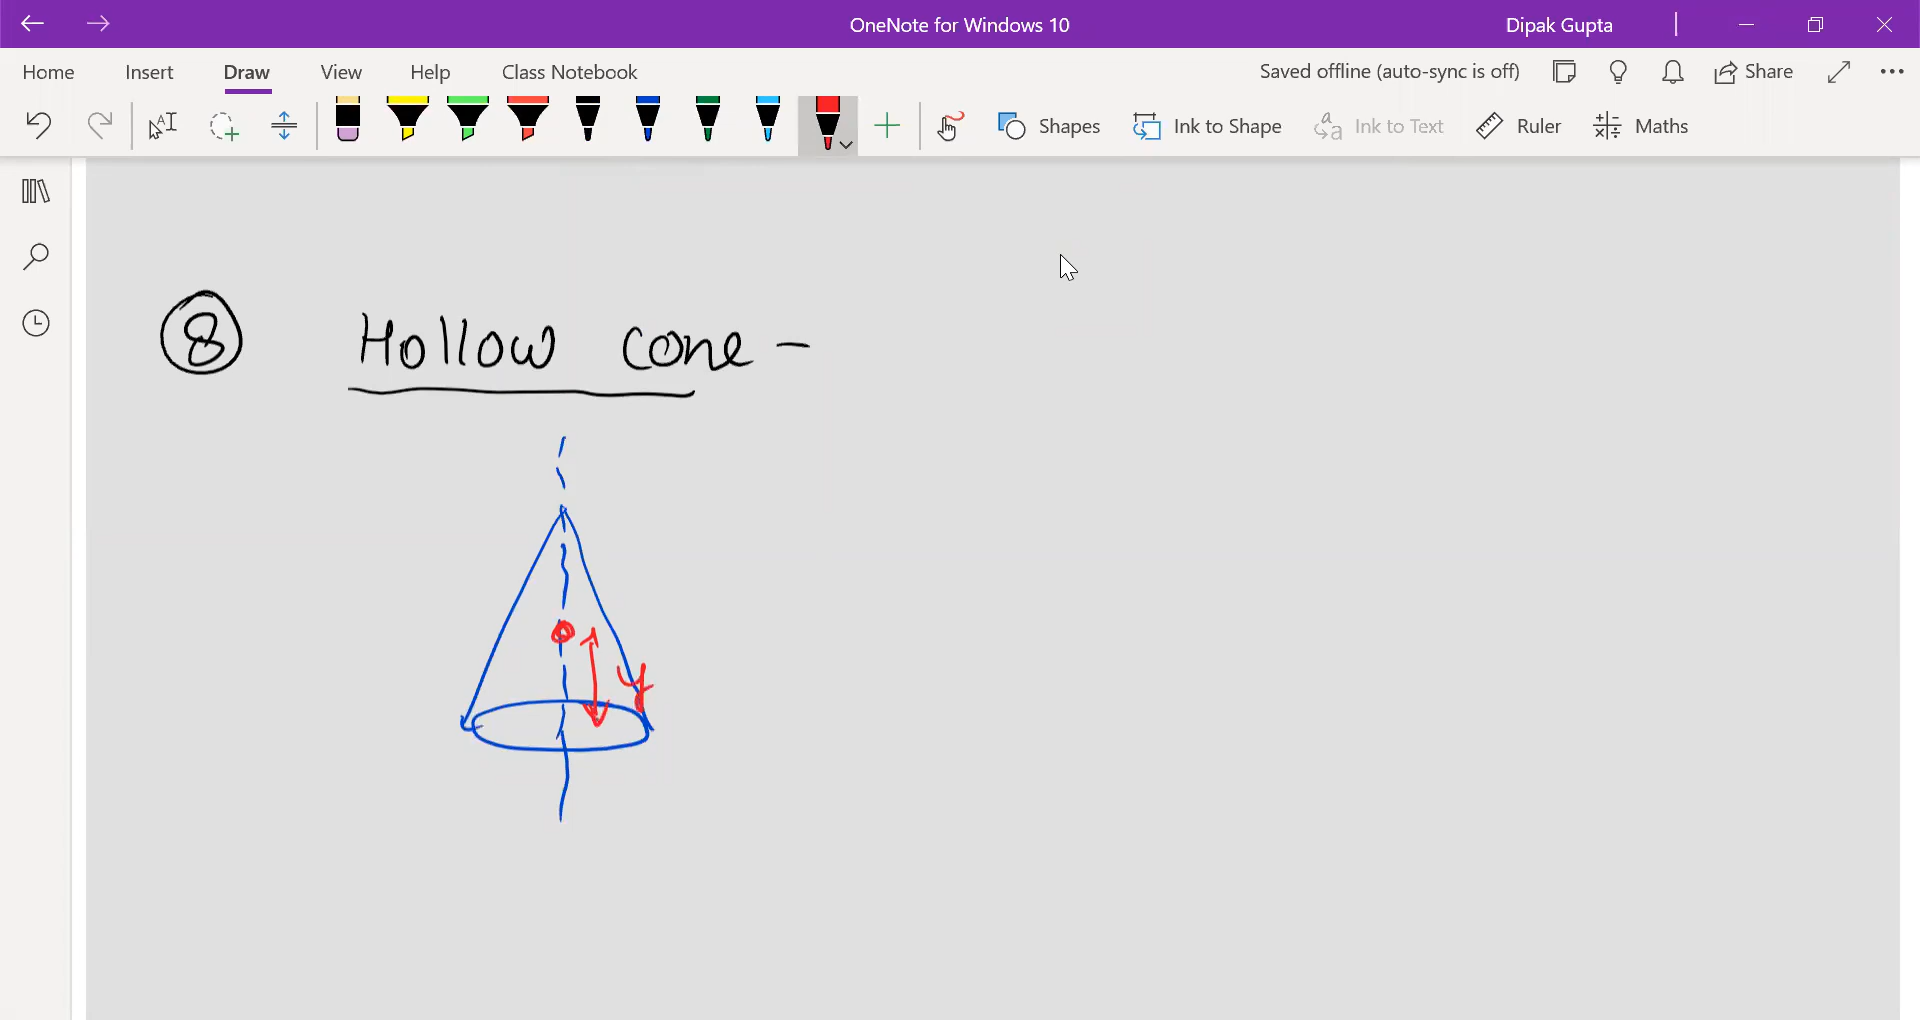 OneNote for Windows 10
Dipak Gupta
Home Insert Draw View Help Class Notebook
Saved offline (auto-sync is off) Share
Shapes Ink to Shape Ink to Text Ruler Maths
8 Hollow cone -
y